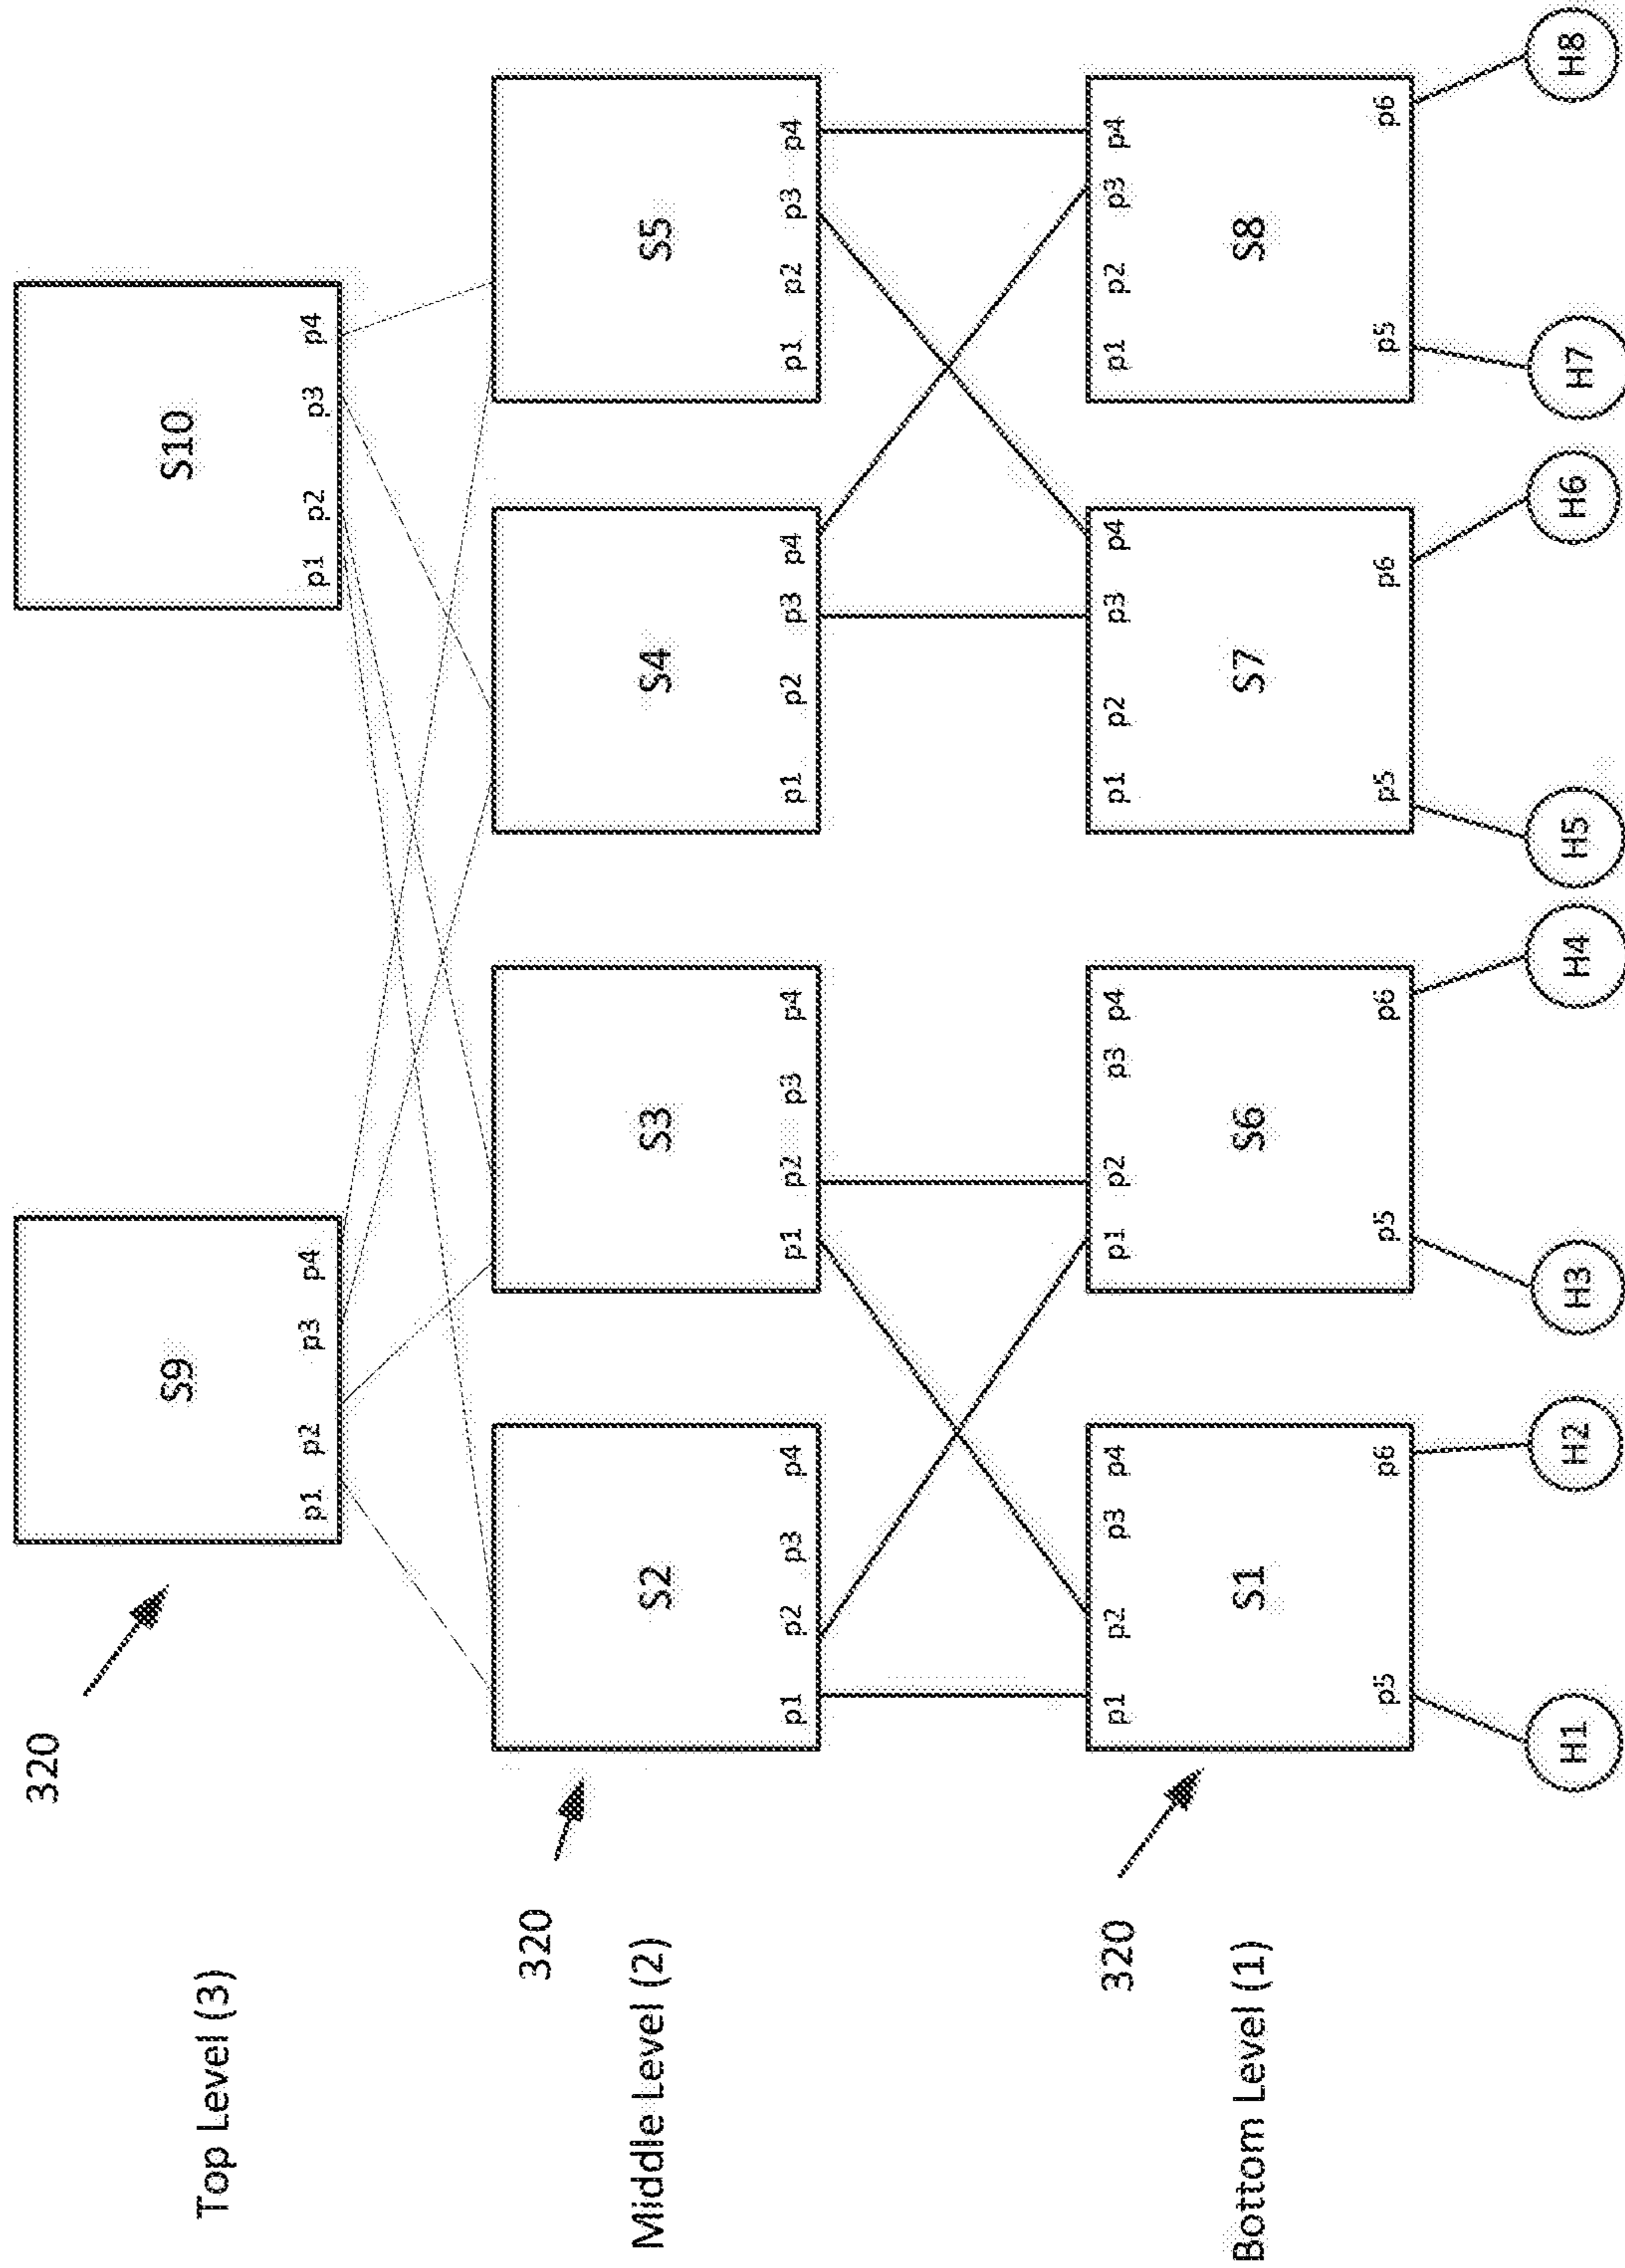 320
Top Level (3)
S9
p1 p2 p3 p4
S10
p1 p2 p3 p4
320
Middle Level (2)
S2
p1 p2 p3 p4
S3
p1 p2 p3 p4
S4
p1 p2 p3 p4
S5
p1 p2 p3 p4
320
Bottom Level (1)
p1 p2 p3 p4
S1
p5 p6
p1 p2 p3 p4
S6
p5 p6
p1 p2 p3 p4
S7
p5 p6
p1 p2 p3 p4
S8
p5 p6
H1 H2 H3 H4 H5 H6 H7 H8